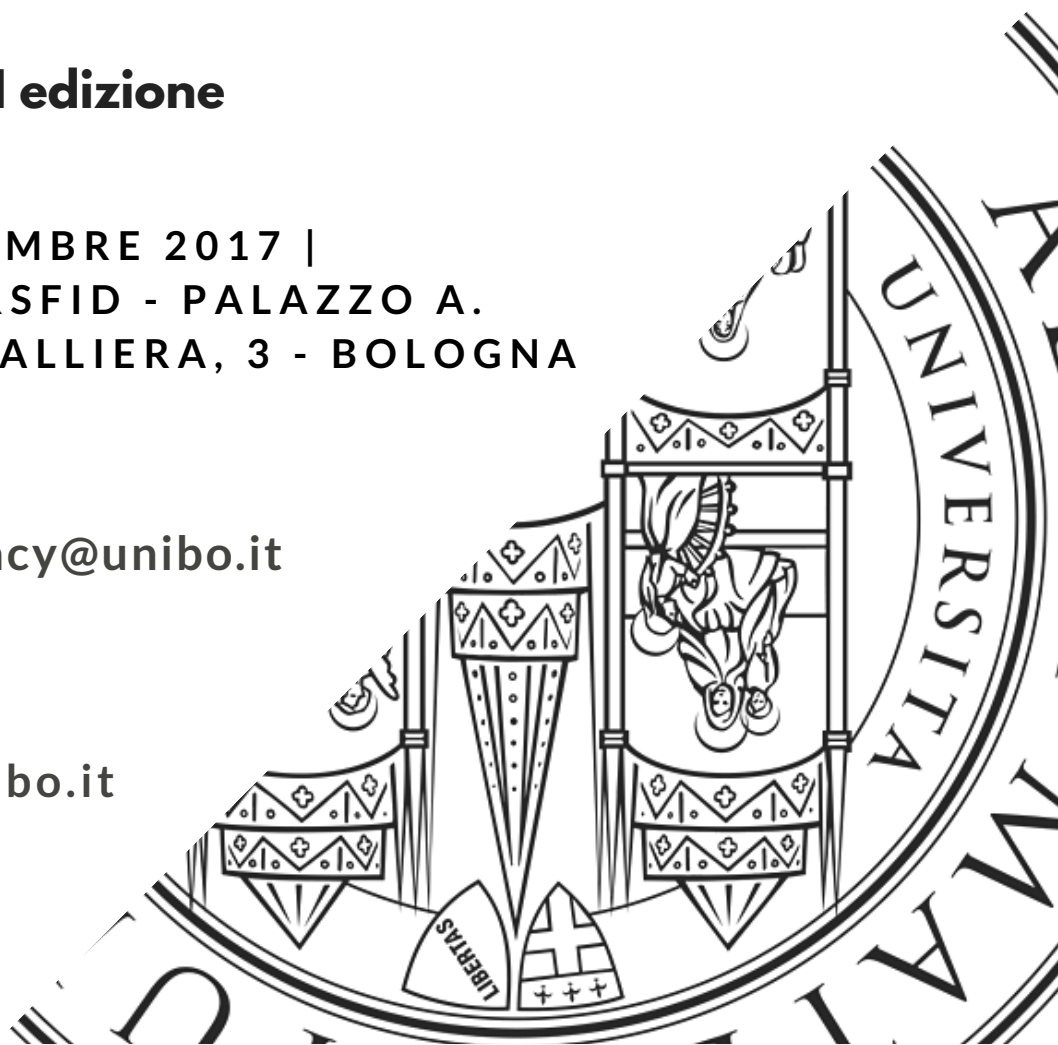 edizione
MBRE 2017 |
SFID - PALAZZO A.
ALLIERA, 3 - BOLOGNA
cy@unibo.it
bo.it
UNIVERSITA
LIBERTAS